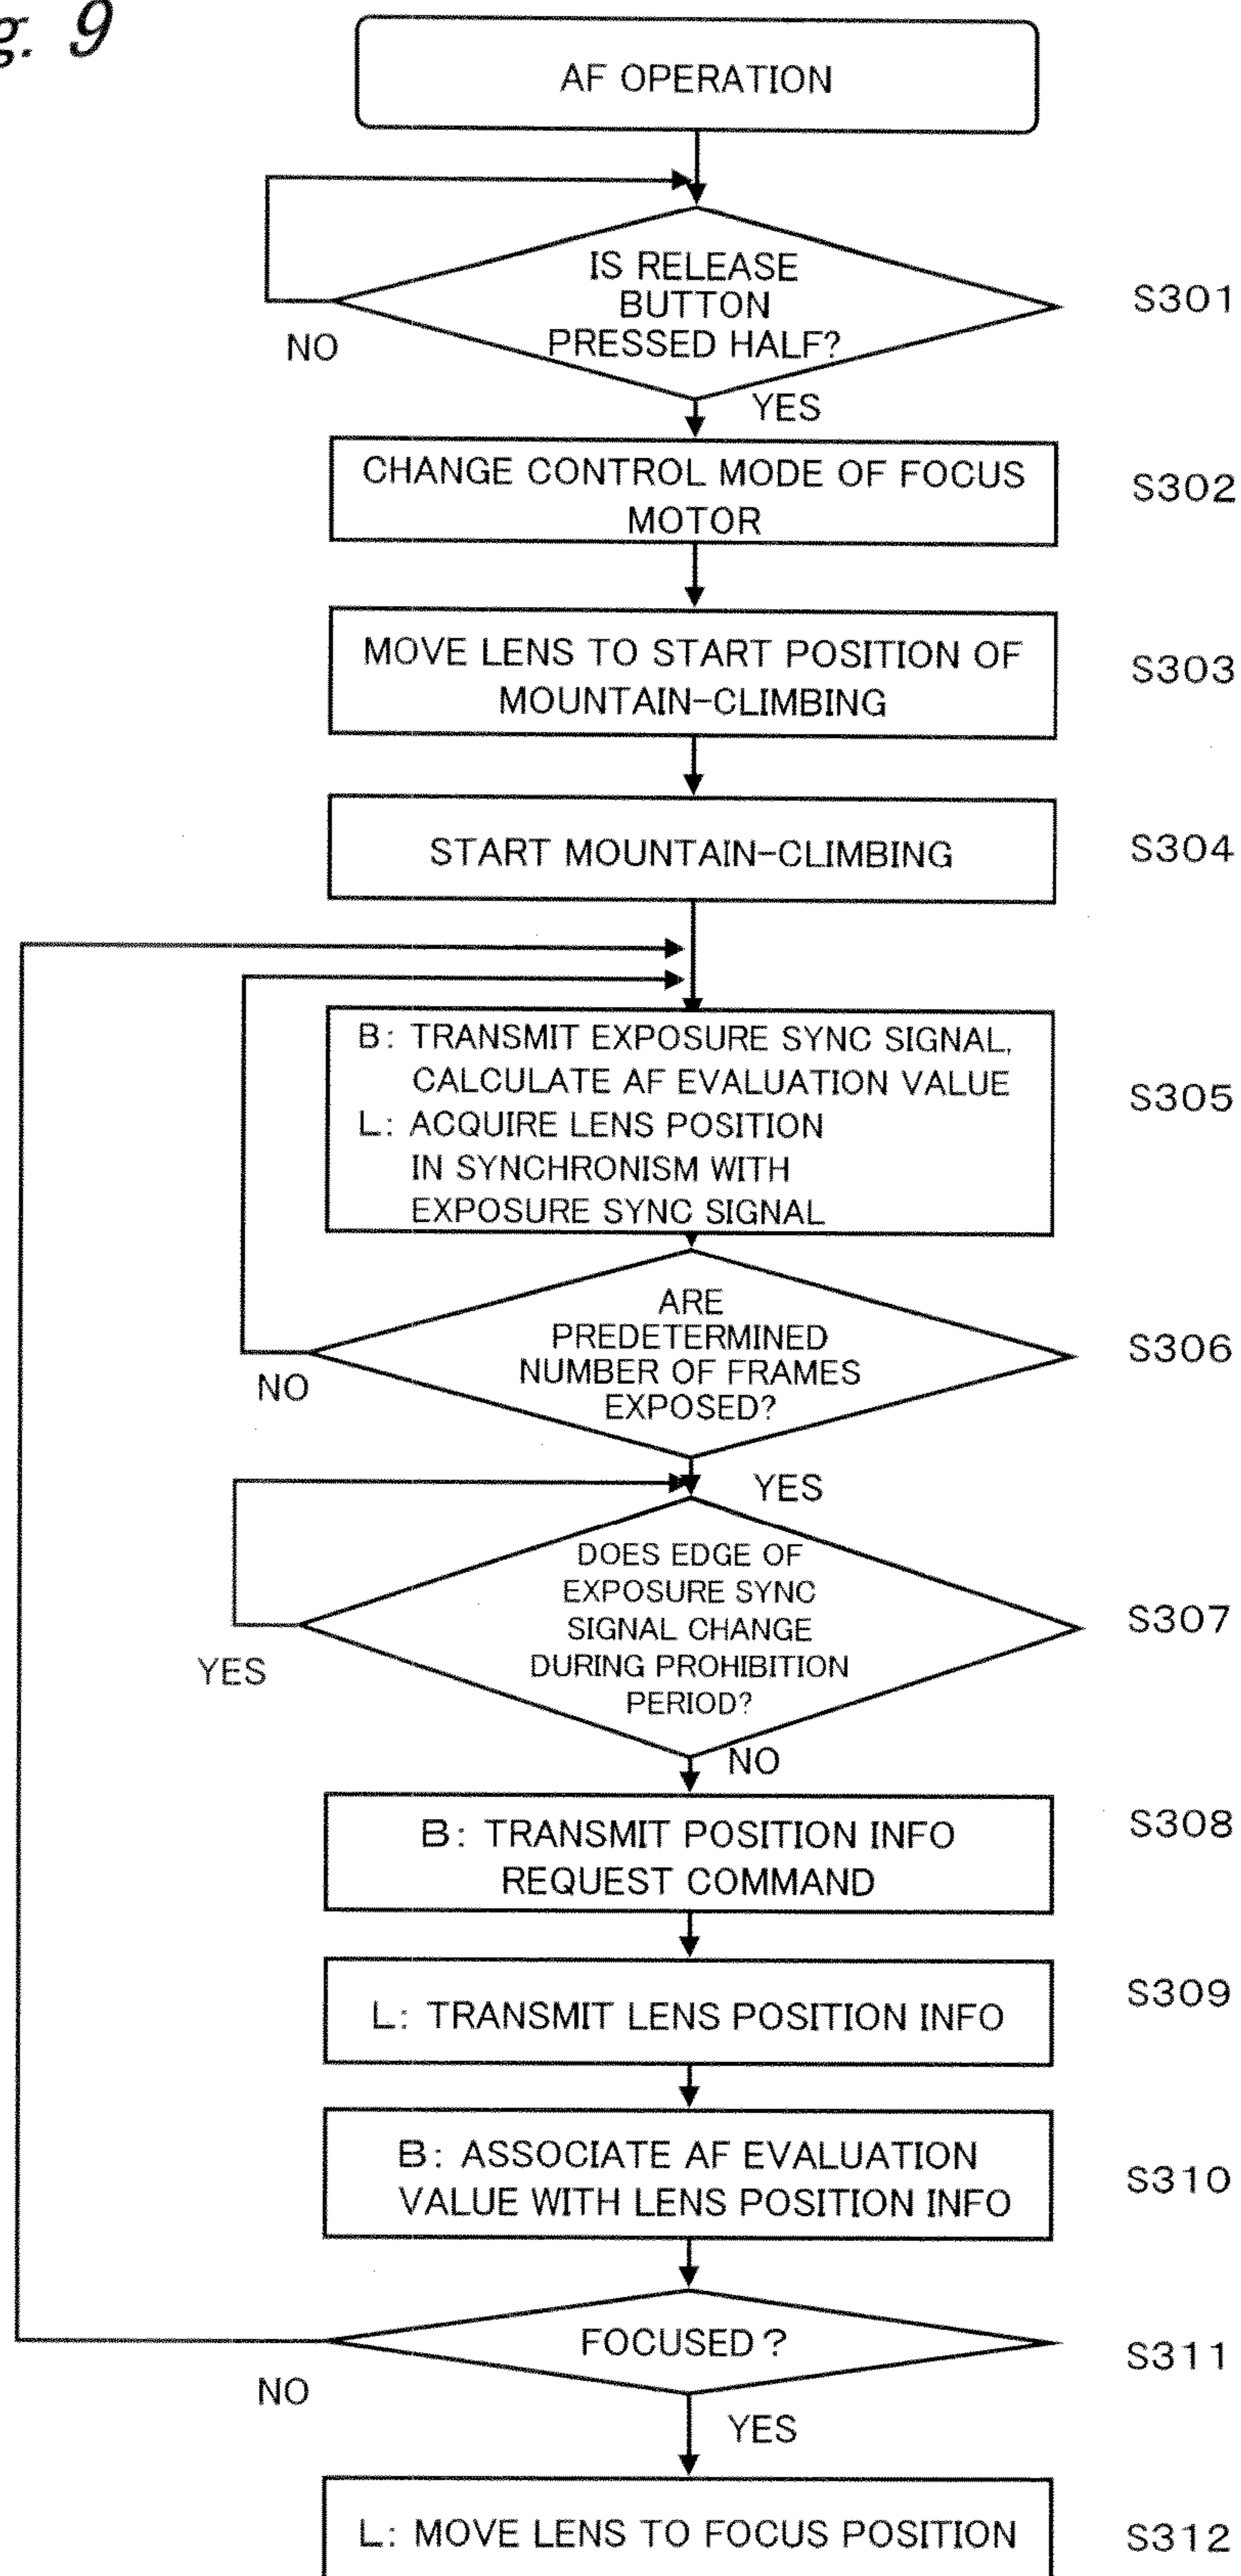 g. 9
AF OPERATION
IS RELEASE
BUTTON
PRESSED HALF?
S301
NO
YES
CHANGE CONTROL MODE OF FOCUS
MOTOR
S302
MOVE LENS TO START POSITION OF
MOUNTAIN-CLIMBING
S303
START MOUNTAIN-CLIMBING
S304
B: TRANSMIT EXPOSURE SYNC SIGNAL,
CALCULATE AF EVALUATION VALUE
L: ACQUIRE LENS POSITION
IN SYNCHRONISM WITH
EXPOSURE SYNC SIGNAL
S305
ARE
PREDETERMINED
NUMBER OF FRAMES
EXPOSED?
S306
NO
YES
DOES EDGE OF
EXPOSURE SYNC
SIGNAL CHANGE
DURING PROHIBITION
PERIOD?
S307
YES
NO
B: TRANSMIT POSITION INFO
REQUEST COMMAND
S308
L: TRANSMIT LENS POSITION INFO
S309
B: ASSOCIATE AF EVALUATION
VALUE WITH LENS POSITION INFO
S310
FOCUSED?
S311
NO
YES
L: MOVE LENS TO FOCUS POSITION
S312